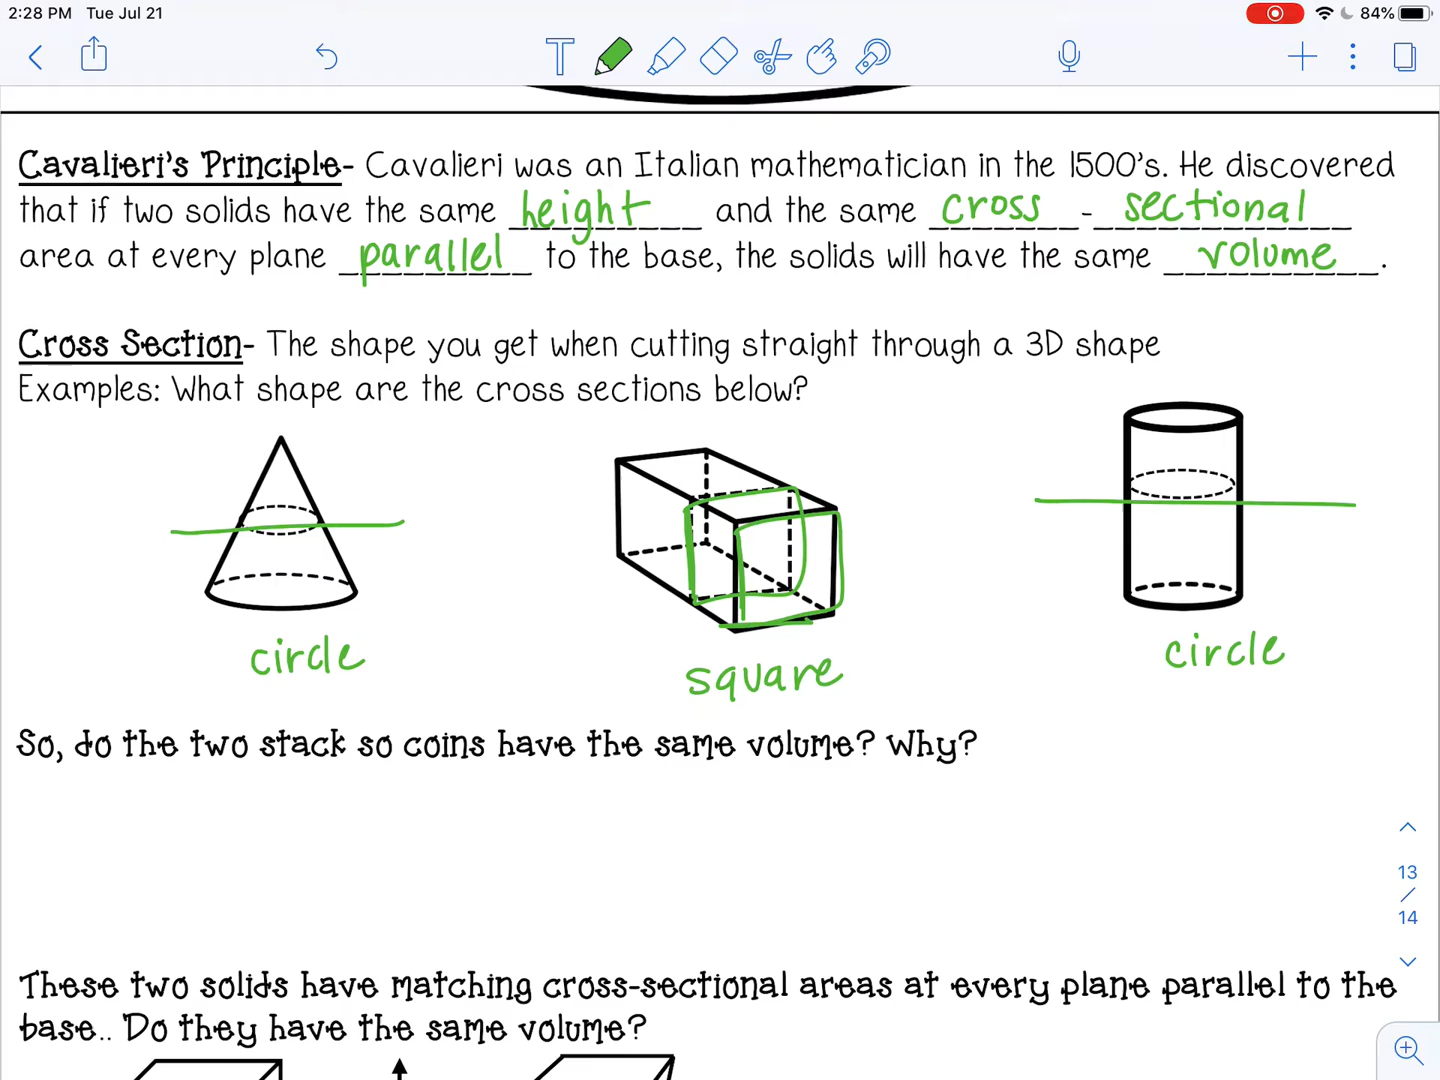 2:28 PM Tue Jul 21 84%
T
Cavalieri's Principle- Cavalieri was an Italian mathematician in the 1500's. He discovered
that if two solids have the same height and the same cross - sectional
area at every plane parallel to the base, the solids will have the same volume.
Cross Section- The shape you get when cutting straight through a 3D shape
Examples: What shape are the cross sections below?
circle
square
circle
So, do the two stack so coins have the same volume? Why?
13
/
14
These two solids have matching cross-sectional areas at every plane parallel to the
base.. Do they have the same volume?